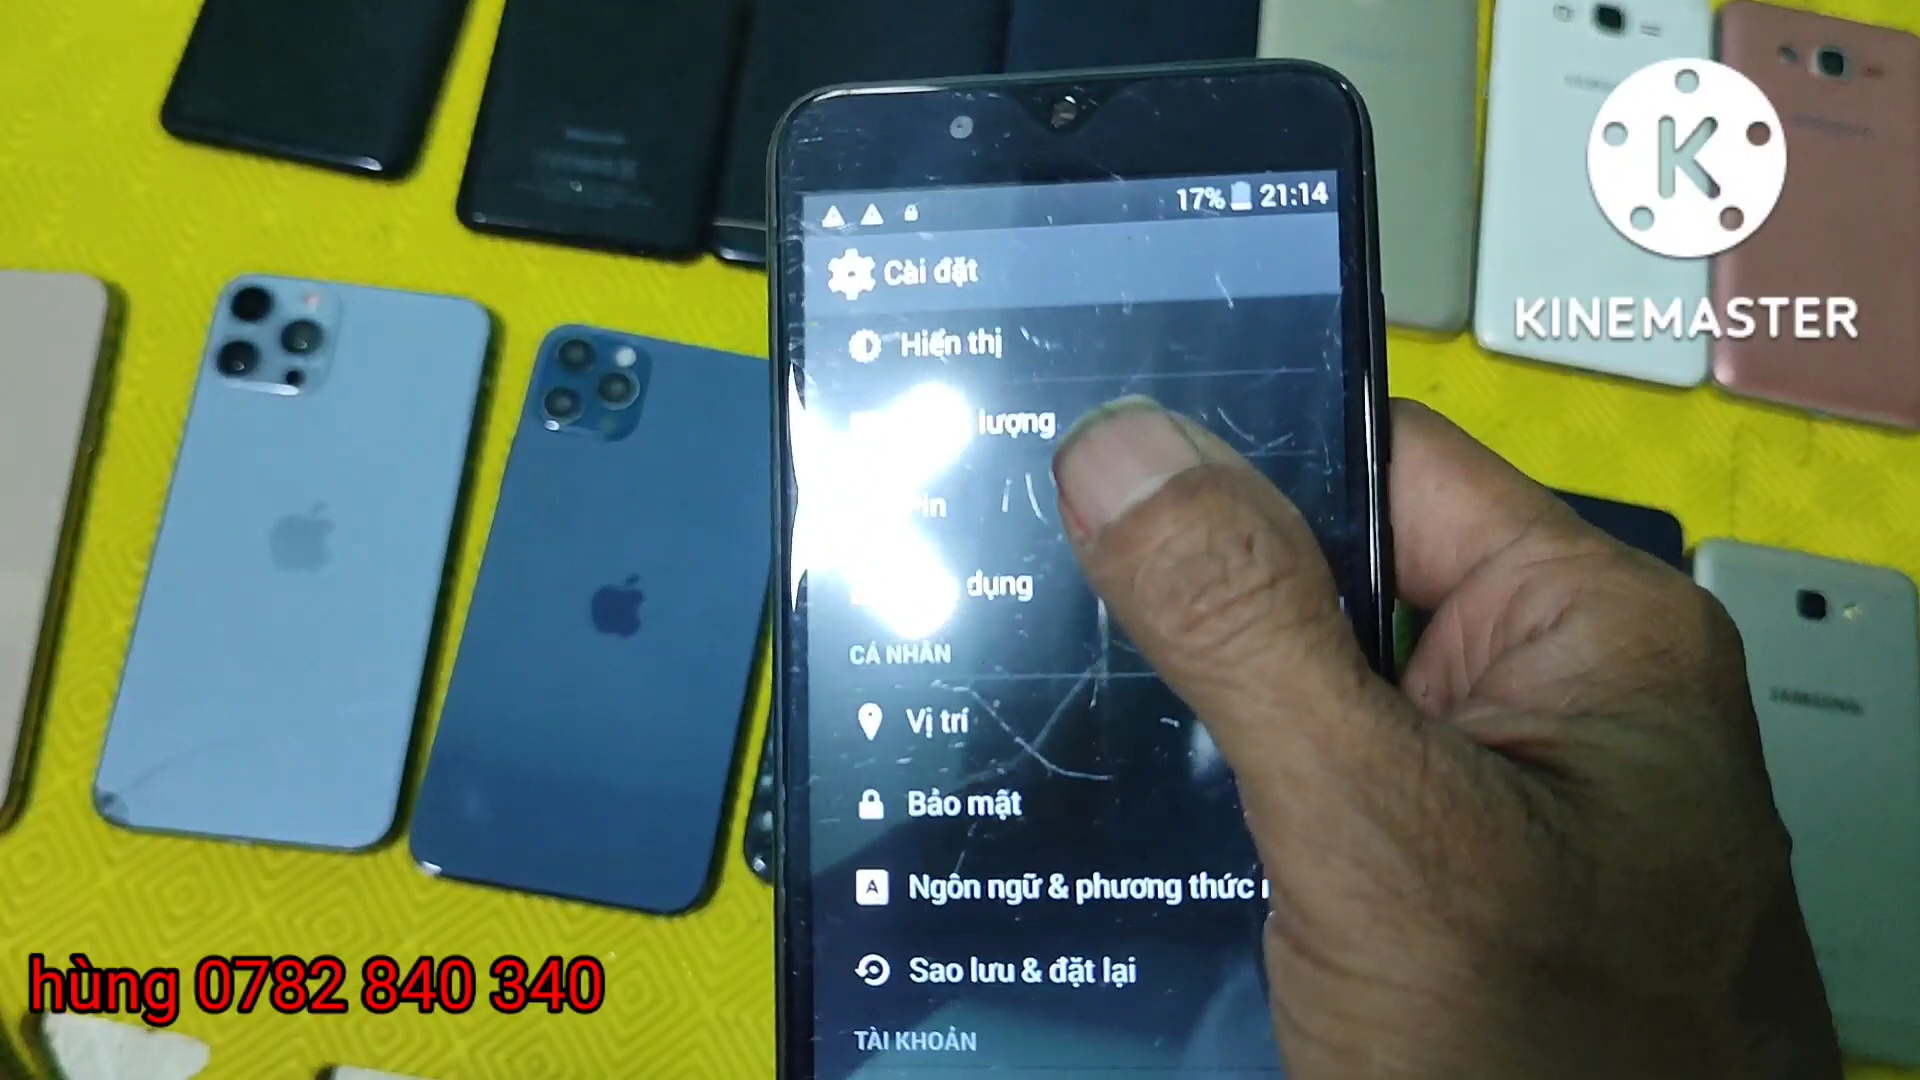 17% 21:14
Cài đặt
Hiển thị
lượng
dụng
CÁ NHÂN
Vị trí
Bảo mật
A Ngôn ngữ & phương thức
Sao lưu & đặt lại
TÀI KHOẢN
K
KINEMASTER
SAMSUNG
hùng 0782 840 340